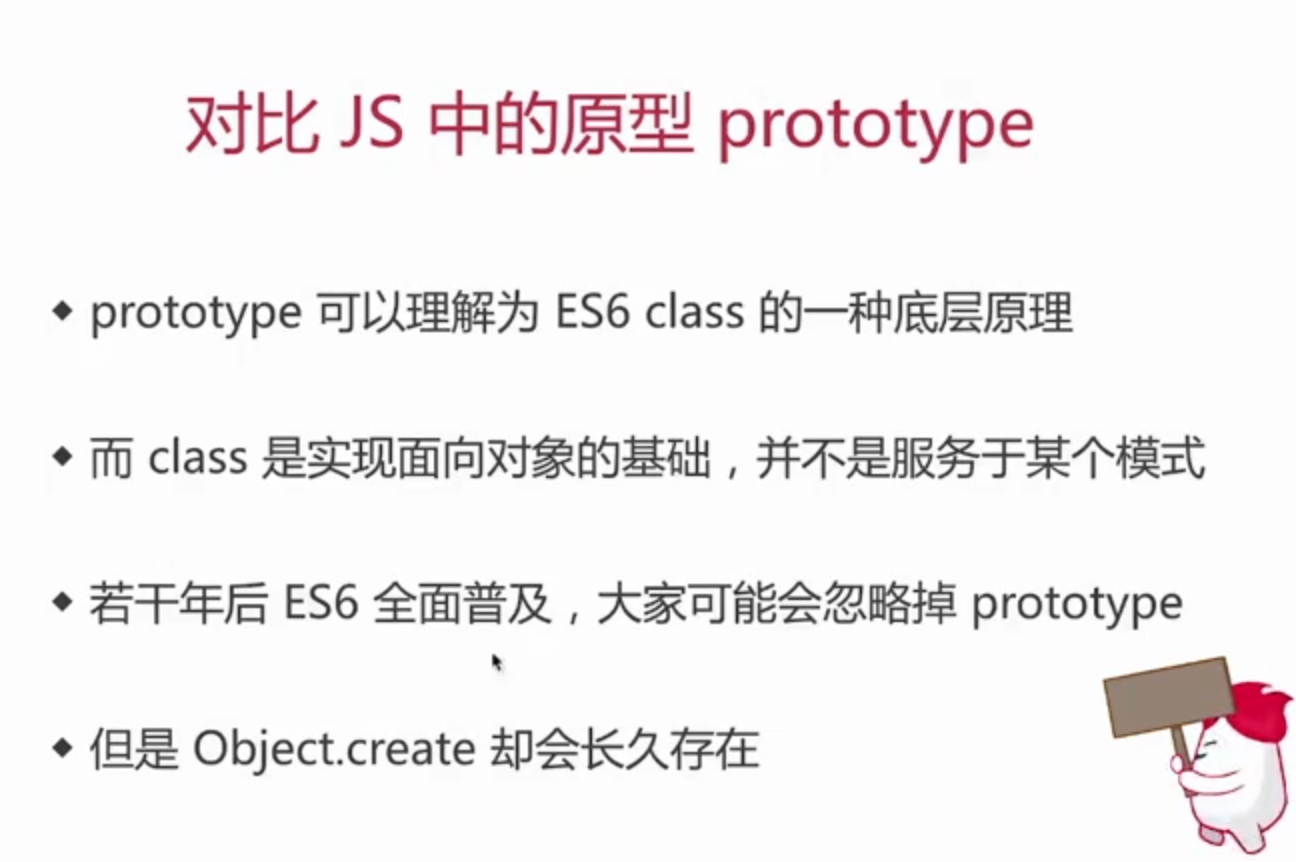 对比 JS 中的原型 prototype
◆ prototype 可以理解为 ES6 class 的一种底层原理
◆ 而 class 是实现面向对象的基础，并不是服务于某个模式
◆ 若干年后 ES6 全面普及，大家可能会忽略掉 prototype
◆ 但是 Object.create 却会长久存在